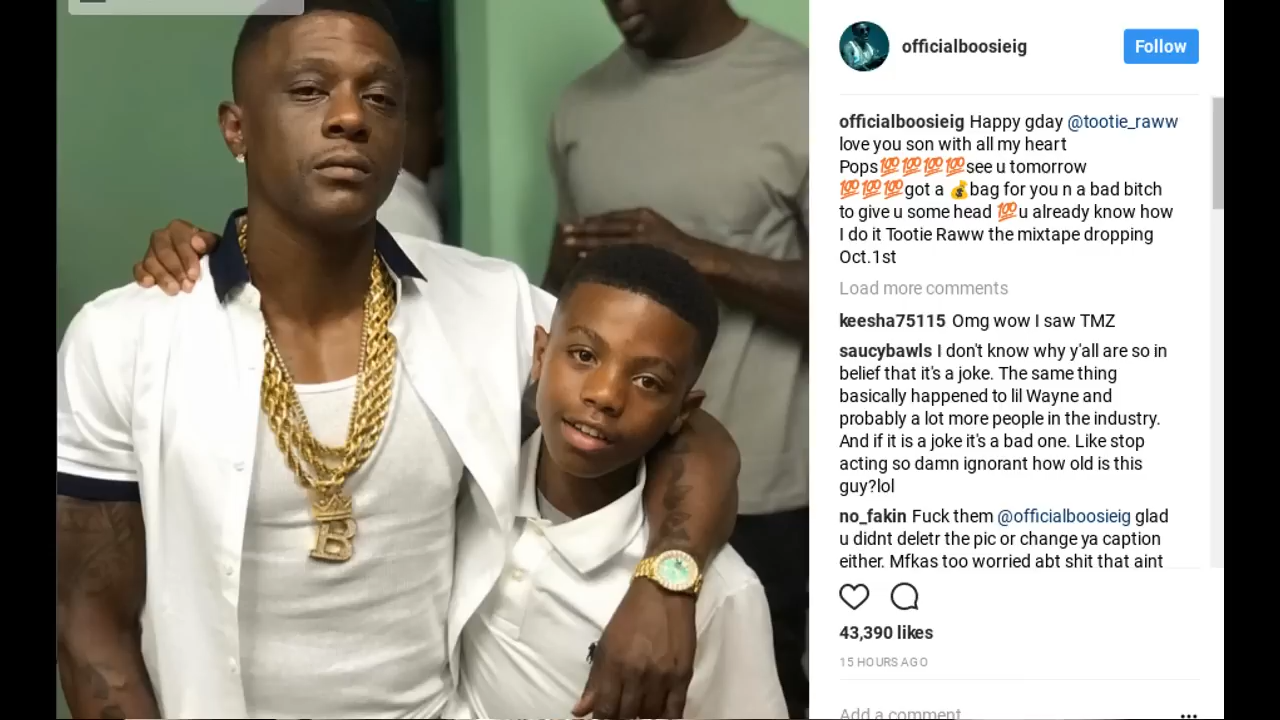 officialboosieig
Follow
officialboosieig Happy gday @tootie_raww
love you son with all my heart
Pops💯💯💯💯see u tomorrow
💯💯💯got a 💰bag for you n a bad bitch
to give u some head 💯u already know how
I do it Tootie Raww the mixtape dropping
Oct.1st
Load more comments
keesha75115 Omg wow I saw TMZ
saucybawls I don't know why y'all are so in
belief that it's a joke. The same thing
basically happened to lil Wayne and
probably a lot more people in the industry.
And if it is a joke it's a bad one. Like stop
acting so damn ignorant how old is this
guy?lol
no_fakin Fuck them @officialboosieig glad
u didnt deletr the pic or change ya caption
either. Mfkas too worried abt shit that aint
43,390 likes
15 HOURS AGO
Add a comment
B